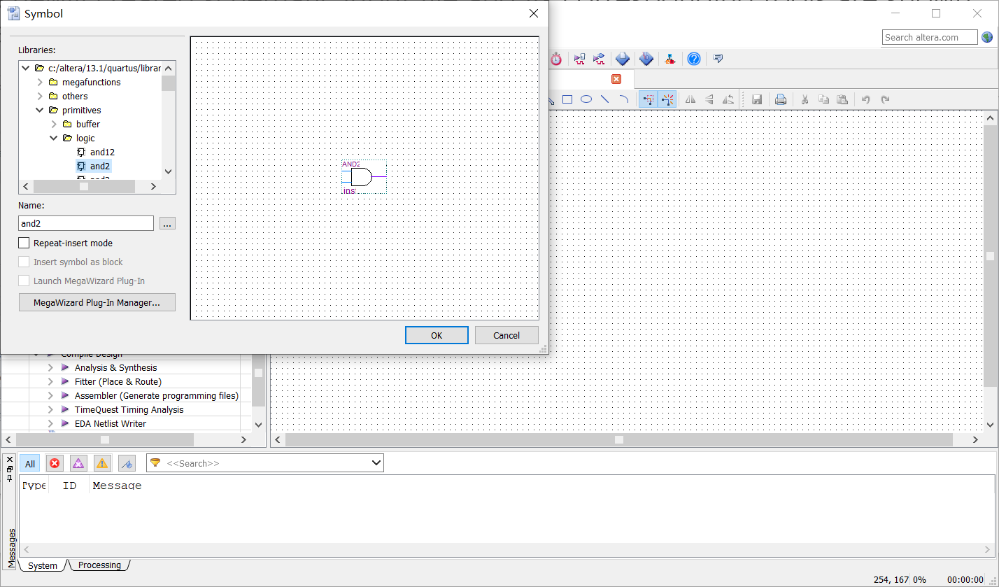 Symbol
Search altera.com
Libraries:
c:/altera/13.1/quartus/librar
megafunctions
others
primitives
buffer
logic
and12
and2
Name:
and2
...
Repeat-insert mode
Insert symbol as block
Launch MegaWizard Plug-In
MegaWizard Plug-In Manager...
AND2
inst
OK
Cancel
Compile Design
Analysis & Synthesis
Fitter (Place & Route)
Assembler (Generate programming files)
TimeQuest Timing Analysis
EDA Netlist Writer
All
<<Search>>
Type ID Message
Messages
System Processing
254, 167 0% 00:00:00